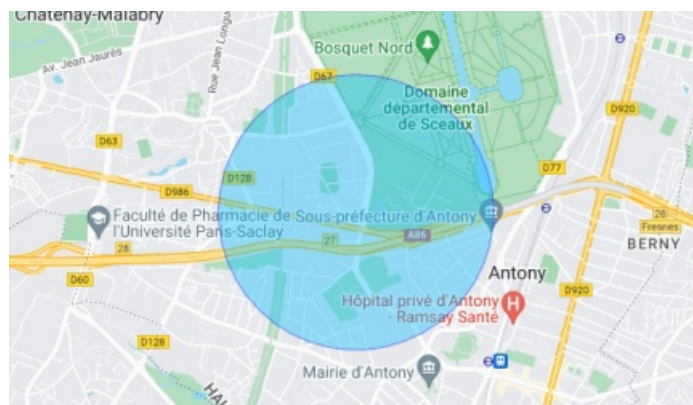 Châtenay-Malabry
Rue Jean Long
Bosquet Nord
Av. Jean Jaurès
D67
Domaine
départemental
de Sceaux
D920
D63
D77
D128
D986
Faculté de Pharmacie de
l'Université Paris-Saclay
Sous-préfecture d'Antony
26
Fresnes
BERNY
A86
27
28
D60
Antony
D920
Hôpital privé d'Antony
- Ramsay Santé
H
D128
Mairie d'Antony